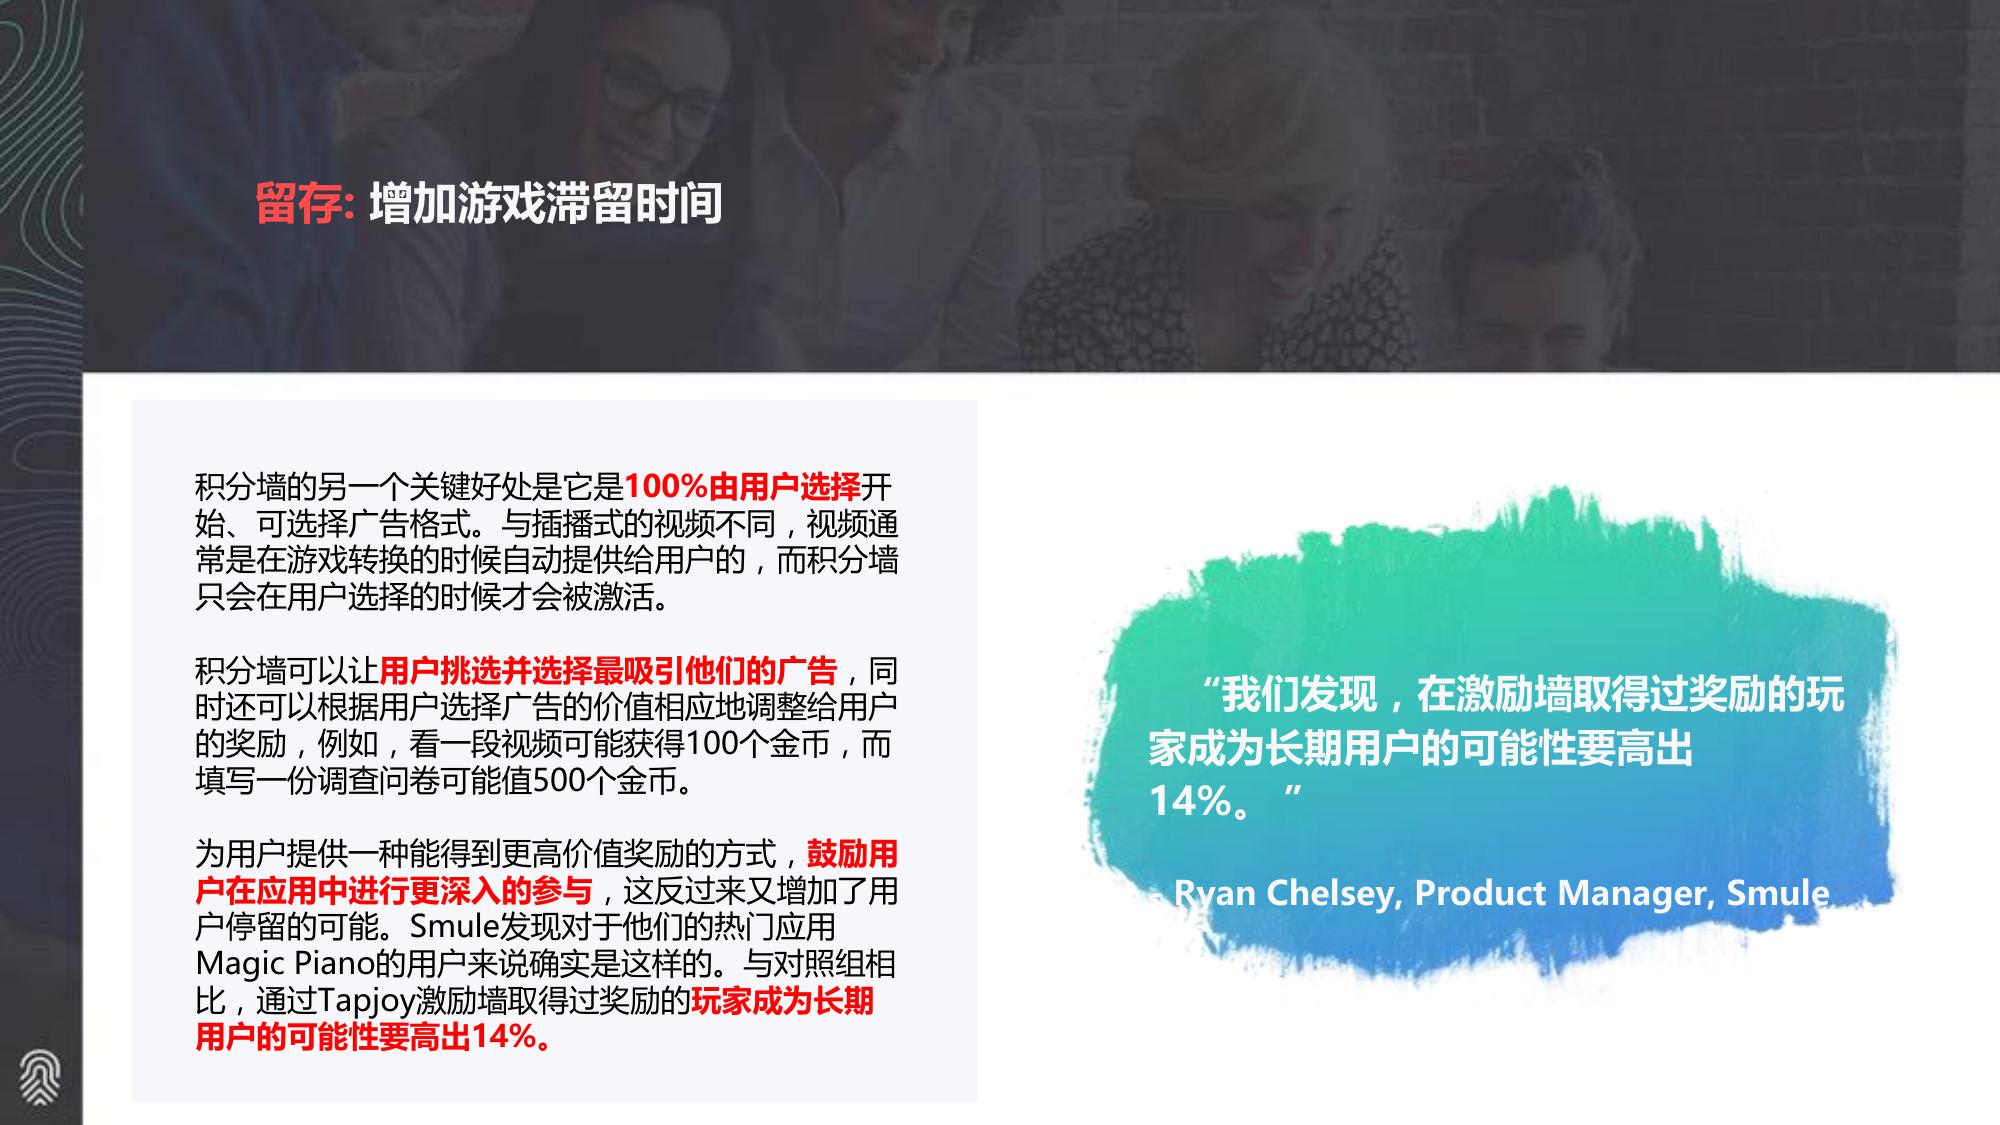 留存: 增加游戏滞留时间
积分墙的另一个关键好处是它是100%由用户选择开
始、可选择广告格式。与插播式的视频不同，视频通
常是在游戏转换的时候自动提供给用户的，而积分墙
只会在用户选择的时候才会被激活。
积分墙可以让用户挑选并选择最吸引他们的广告，同
时还可以根据用户选择广告的价值相应地调整给用户
的奖励，例如，看一段视频可能获得100个金币，而
填写一份调查问卷可能值500个金币。
为用户提供一种能得到更高价值奖励的方式，鼓励用
户在应用中进行更深入的参与，这反过来又增加了用
户停留的可能。Smule发现对于他们的热门应用
Magic Piano的用户来说确实是这样的。与对照组相
比，通过Tapjoy激励墙取得过奖励的玩家成为长期
用户的可能性要高出14%。
“我们发现，在激励墙取得过奖励的玩
家成为长期用户的可能性要高出
14%。 ”
- Ryan Chelsey, Product Manager, Smule